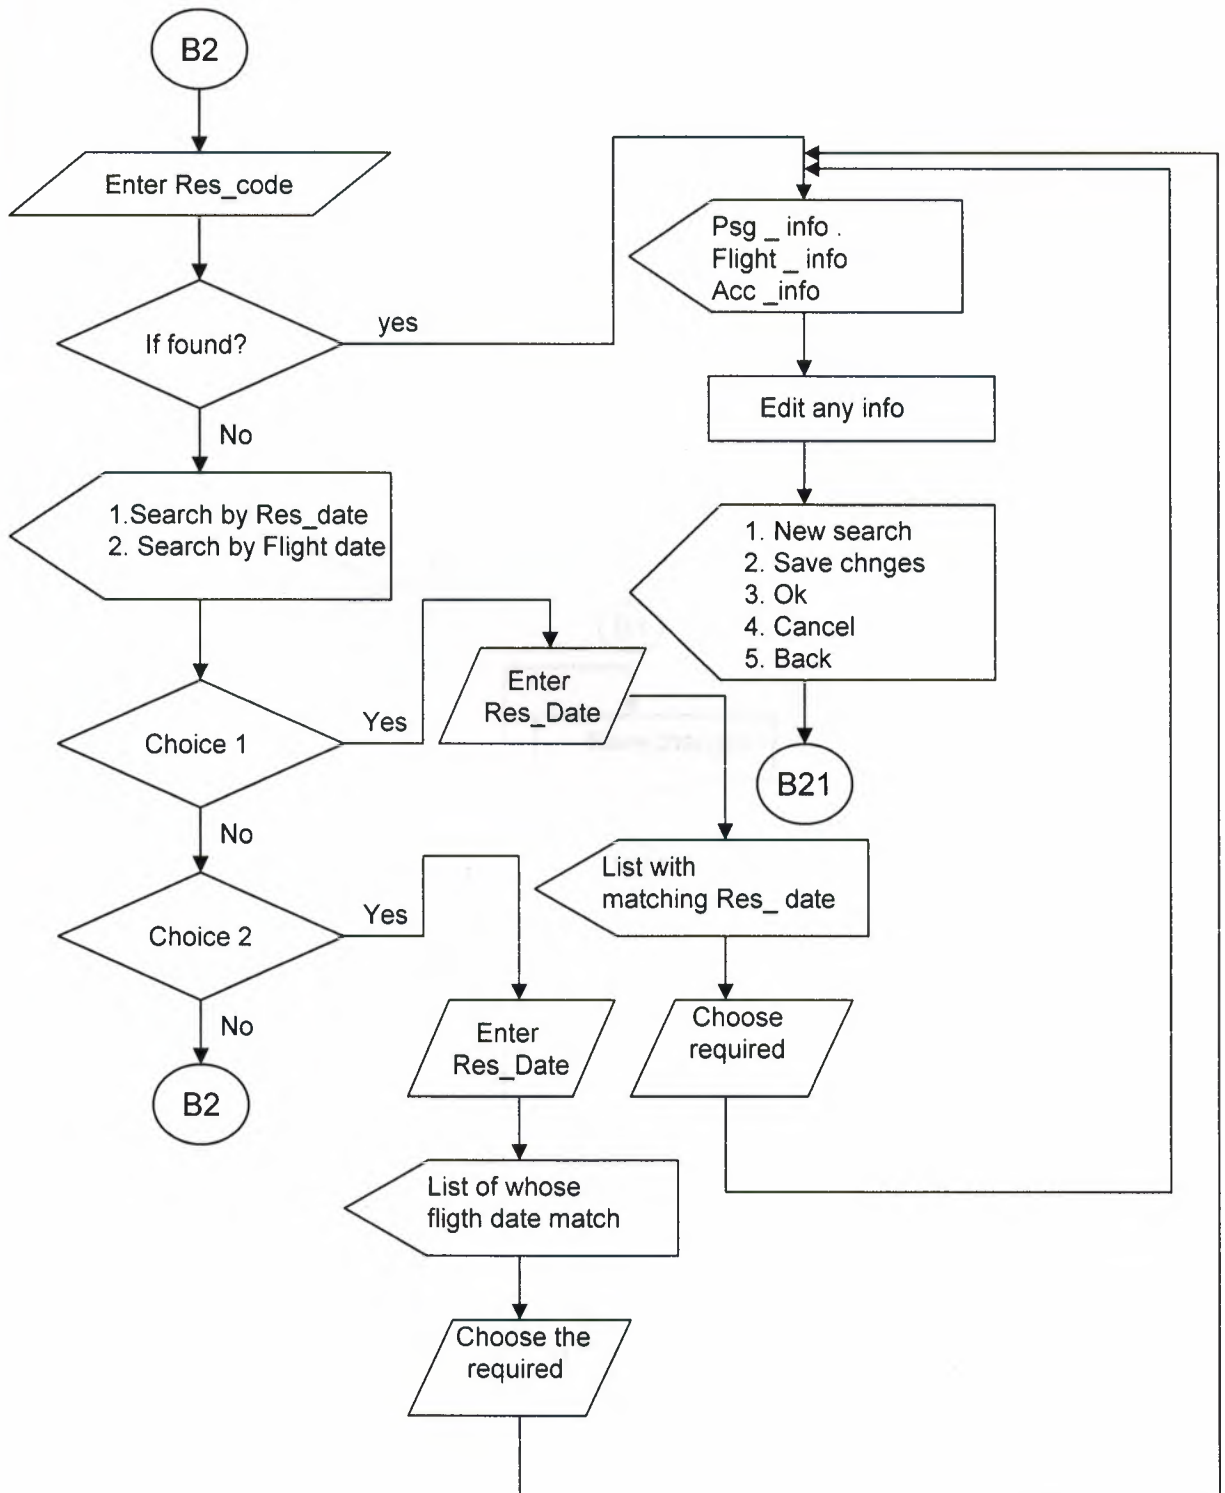 B2
Enter Res_code
If found?
yes
No
1.Search by Res_date
2. Search by Flight date
Choice 1
Yes
No
Choice 2
Yes
No
B2
Enter
Res_Date
List with
matching Res_ date
Choose
required
Enter
Res_Date
List of whose
fligth date match
Choose the
required
Psg _ info .
Flight _ info
Acc _info
Edit any info
1. New search
2. Save chnges
3. Ok
4. Cancel
5. Back
B21